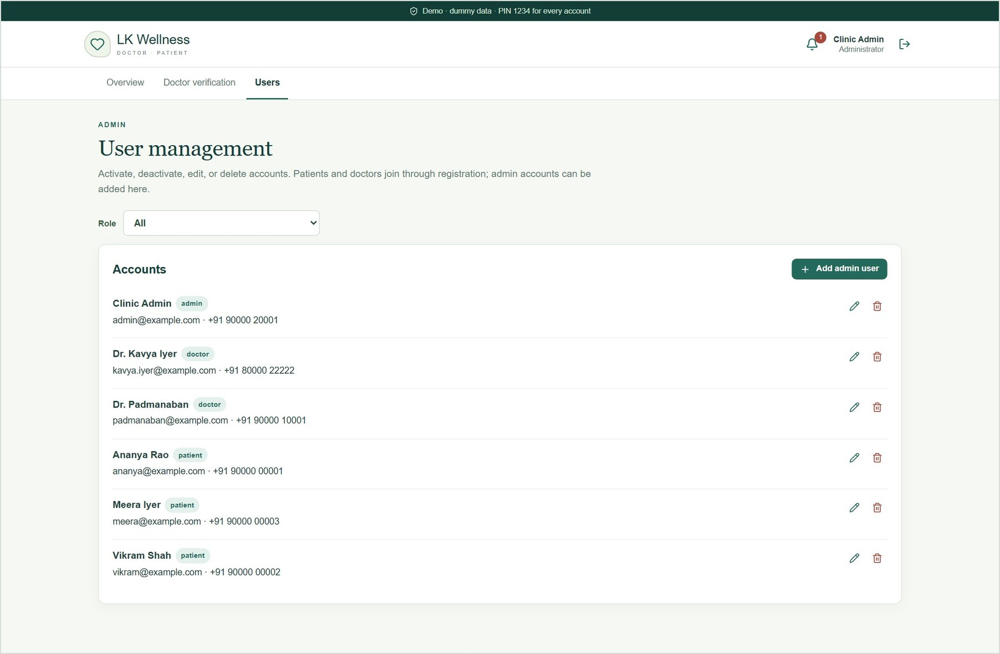 Demo · dummy data · PIN 1234 for every account
LK Wellness
DOCTOR · PATIENT
1
Clinic Admin
Administrator
Overview
Doctor verification
Users
ADMIN
User management
Activate, deactivate, edit, or delete accounts. Patients and doctors join through registration; admin accounts can be
added here.
Role
All
Accounts
Add admin user
Clinic Admin admin
admin@example.com · +91 90000 20001
Dr. Kavya Iyer doctor
kavya.iyer@example.com · +91 80000 22222
Dr. Padmanaban doctor
padmanaban@example.com · +91 90000 10001
Ananya Rao patient
ananya@example.com · +91 90000 00001
Meera Iyer patient
meera@example.com · +91 90000 00003
Vikram Shah patient
vikram@example.com · +91 90000 00002